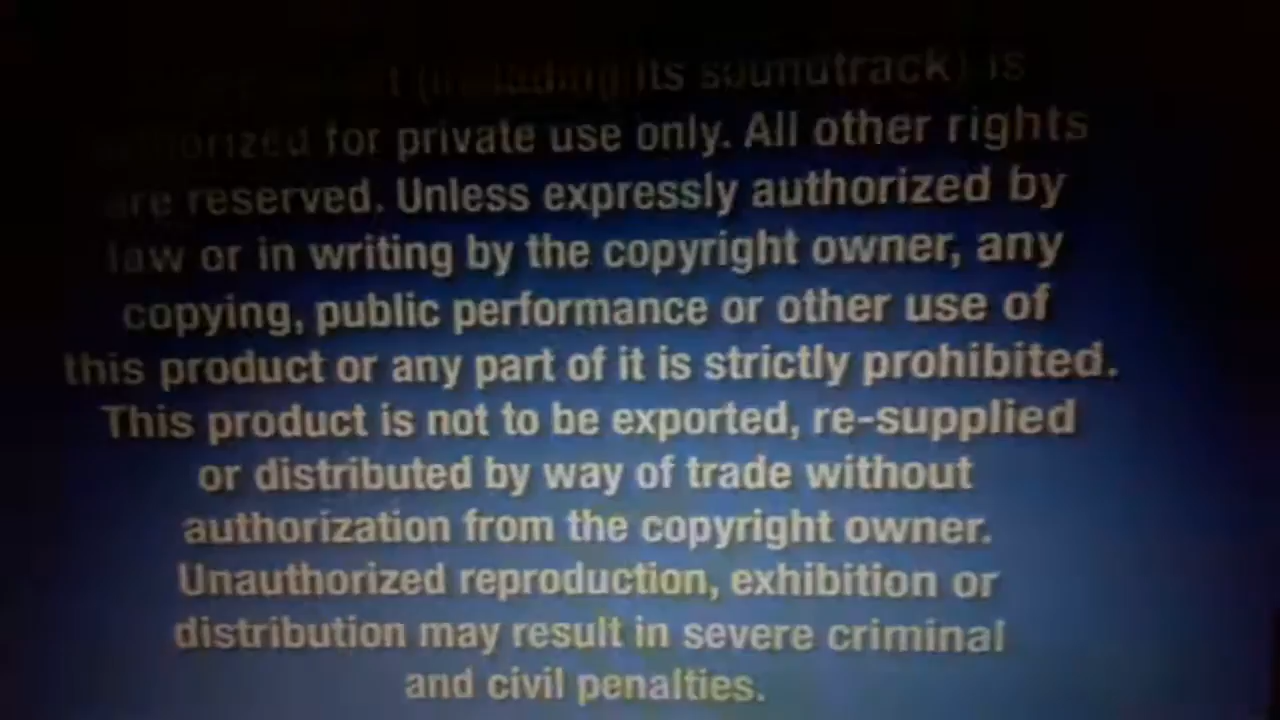 (including its soundtrack) is
authorized for private use only. All other rights
are reserved. Unless expressly authorized by
law or in writing by the copyright owner, any
copying, public performance or other use of
this product or any part of it is strictly prohibited.
This product is not to be exported, re-supplied
or distributed by way of trade without
authorization from the copyright owner.
Unauthorized reproduction, exhibition or
distribution may result in severe criminal
and civil penalties.